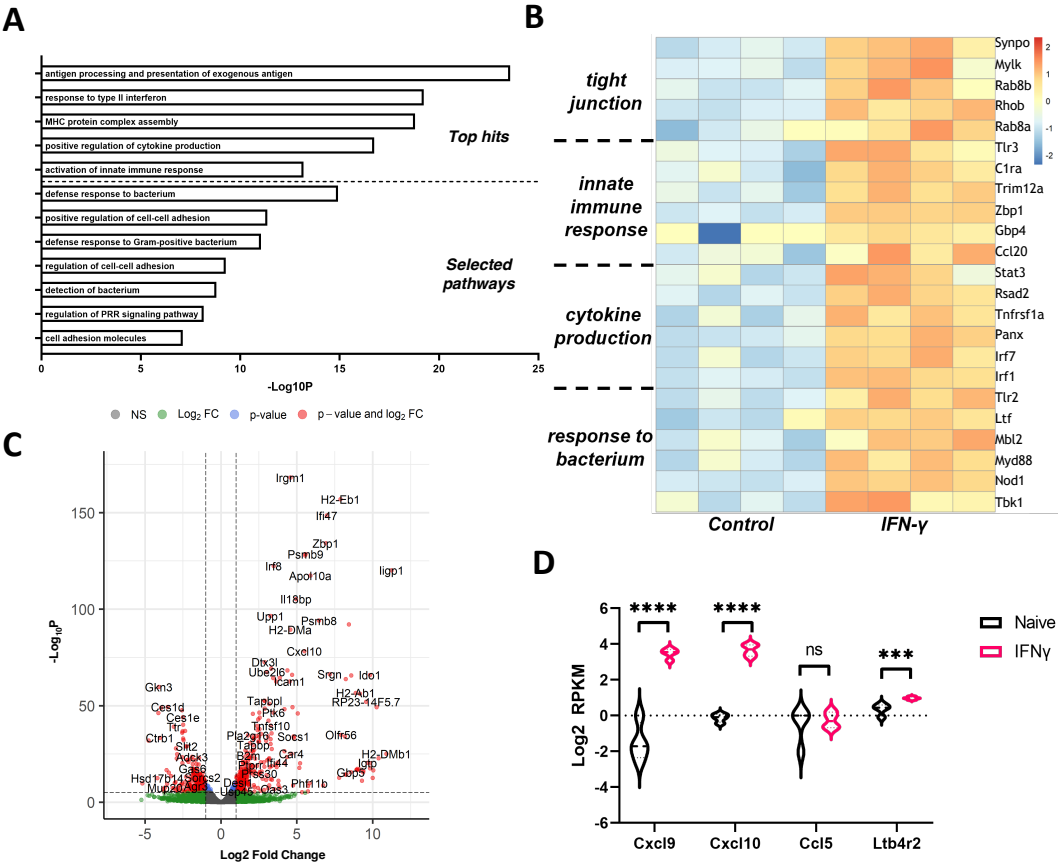 A
antigen processing and presentation of exogenous antigen
response to type II interferon
MHC protein complex assembly
positive regulation of cytokine production
activation of innate immune response
defense response to bacterium
positive regulation of cell-cell adhesion
defense response to Gram-positive bacterium
regulation of cell-cell adhesion
detection of bacterium
regulation of PRR signaling pathway
cell adhesion molecules
Top hits
Selected
pathways
0 5 10 15 20 25
-Log10P
B
tight
junction
innate
immune
response
cytokine
production
response to
bacterium
Synpo
Mylk
Rab8b
Rhob
Rab8a
Tlr3
C1ra
Trim12a
Zbp1
Gbp4
Ccl20
Stat3
Rsad2
Tnfrsf1a
Panx
Irf7
Irf1
Tlr2
Ltf
Mbl2
Myd88
Nod1
Tbk1
2
1
0
-1
-2
Control IFN-γ
NS Log₂ FC p-value p − value and log₂ FC
C
-Log₁₀P
150
100
50
0
Irgm1
H2-Eb1
Ifi47
Zbp1
Psmb9
Irf8
Iigp1
Apol10a
Il18bp
Upp1
Psmb8
H2-DMa
Cxcl10
Dtx3l
Ube2l6
Srgn
Ido1
Icam1
Gkn3
H2-Ab1
Tapbpl
RP23-14F5.7
Ces1d
Ptk6
Ces1e
Ttr
Tnfsf10
Ctrb1
Pla2g16
Socs1
Olfr56
Slit2
Tapbp
Adck3
B2m
Car4
H2-DMb1
Gas6
Ptprr
Ifi44
Igtp
Hsd17b14
Sorcs2
Prss30
Gbp5
Mup20
Agr3
Desi1
Phf11b
Usp45
Oas3
-5 0 5 10
Log2 Fold Change
D
Log2 RPKM
6
4
2
0
-2
-4
-6
****
****
ns
***
Naive
IFNγ
Cxcl9 Cxcl10 Ccl5 Ltb4r2